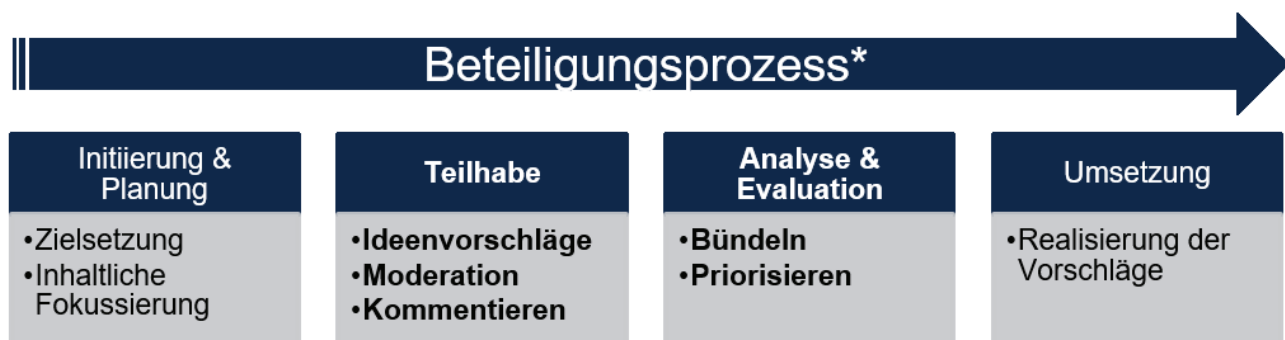 Beteiligungsprozess*
Initiierung &
Planung
•Zielsetzung
•Inhaltliche
Fokussierung
Teilhabe
•Ideenvorschläge
•Moderation
•Kommentieren
Analyse &
Evaluation
•Bündeln
•Priorisieren
Umsetzung
•Realisierung der
Vorschläge